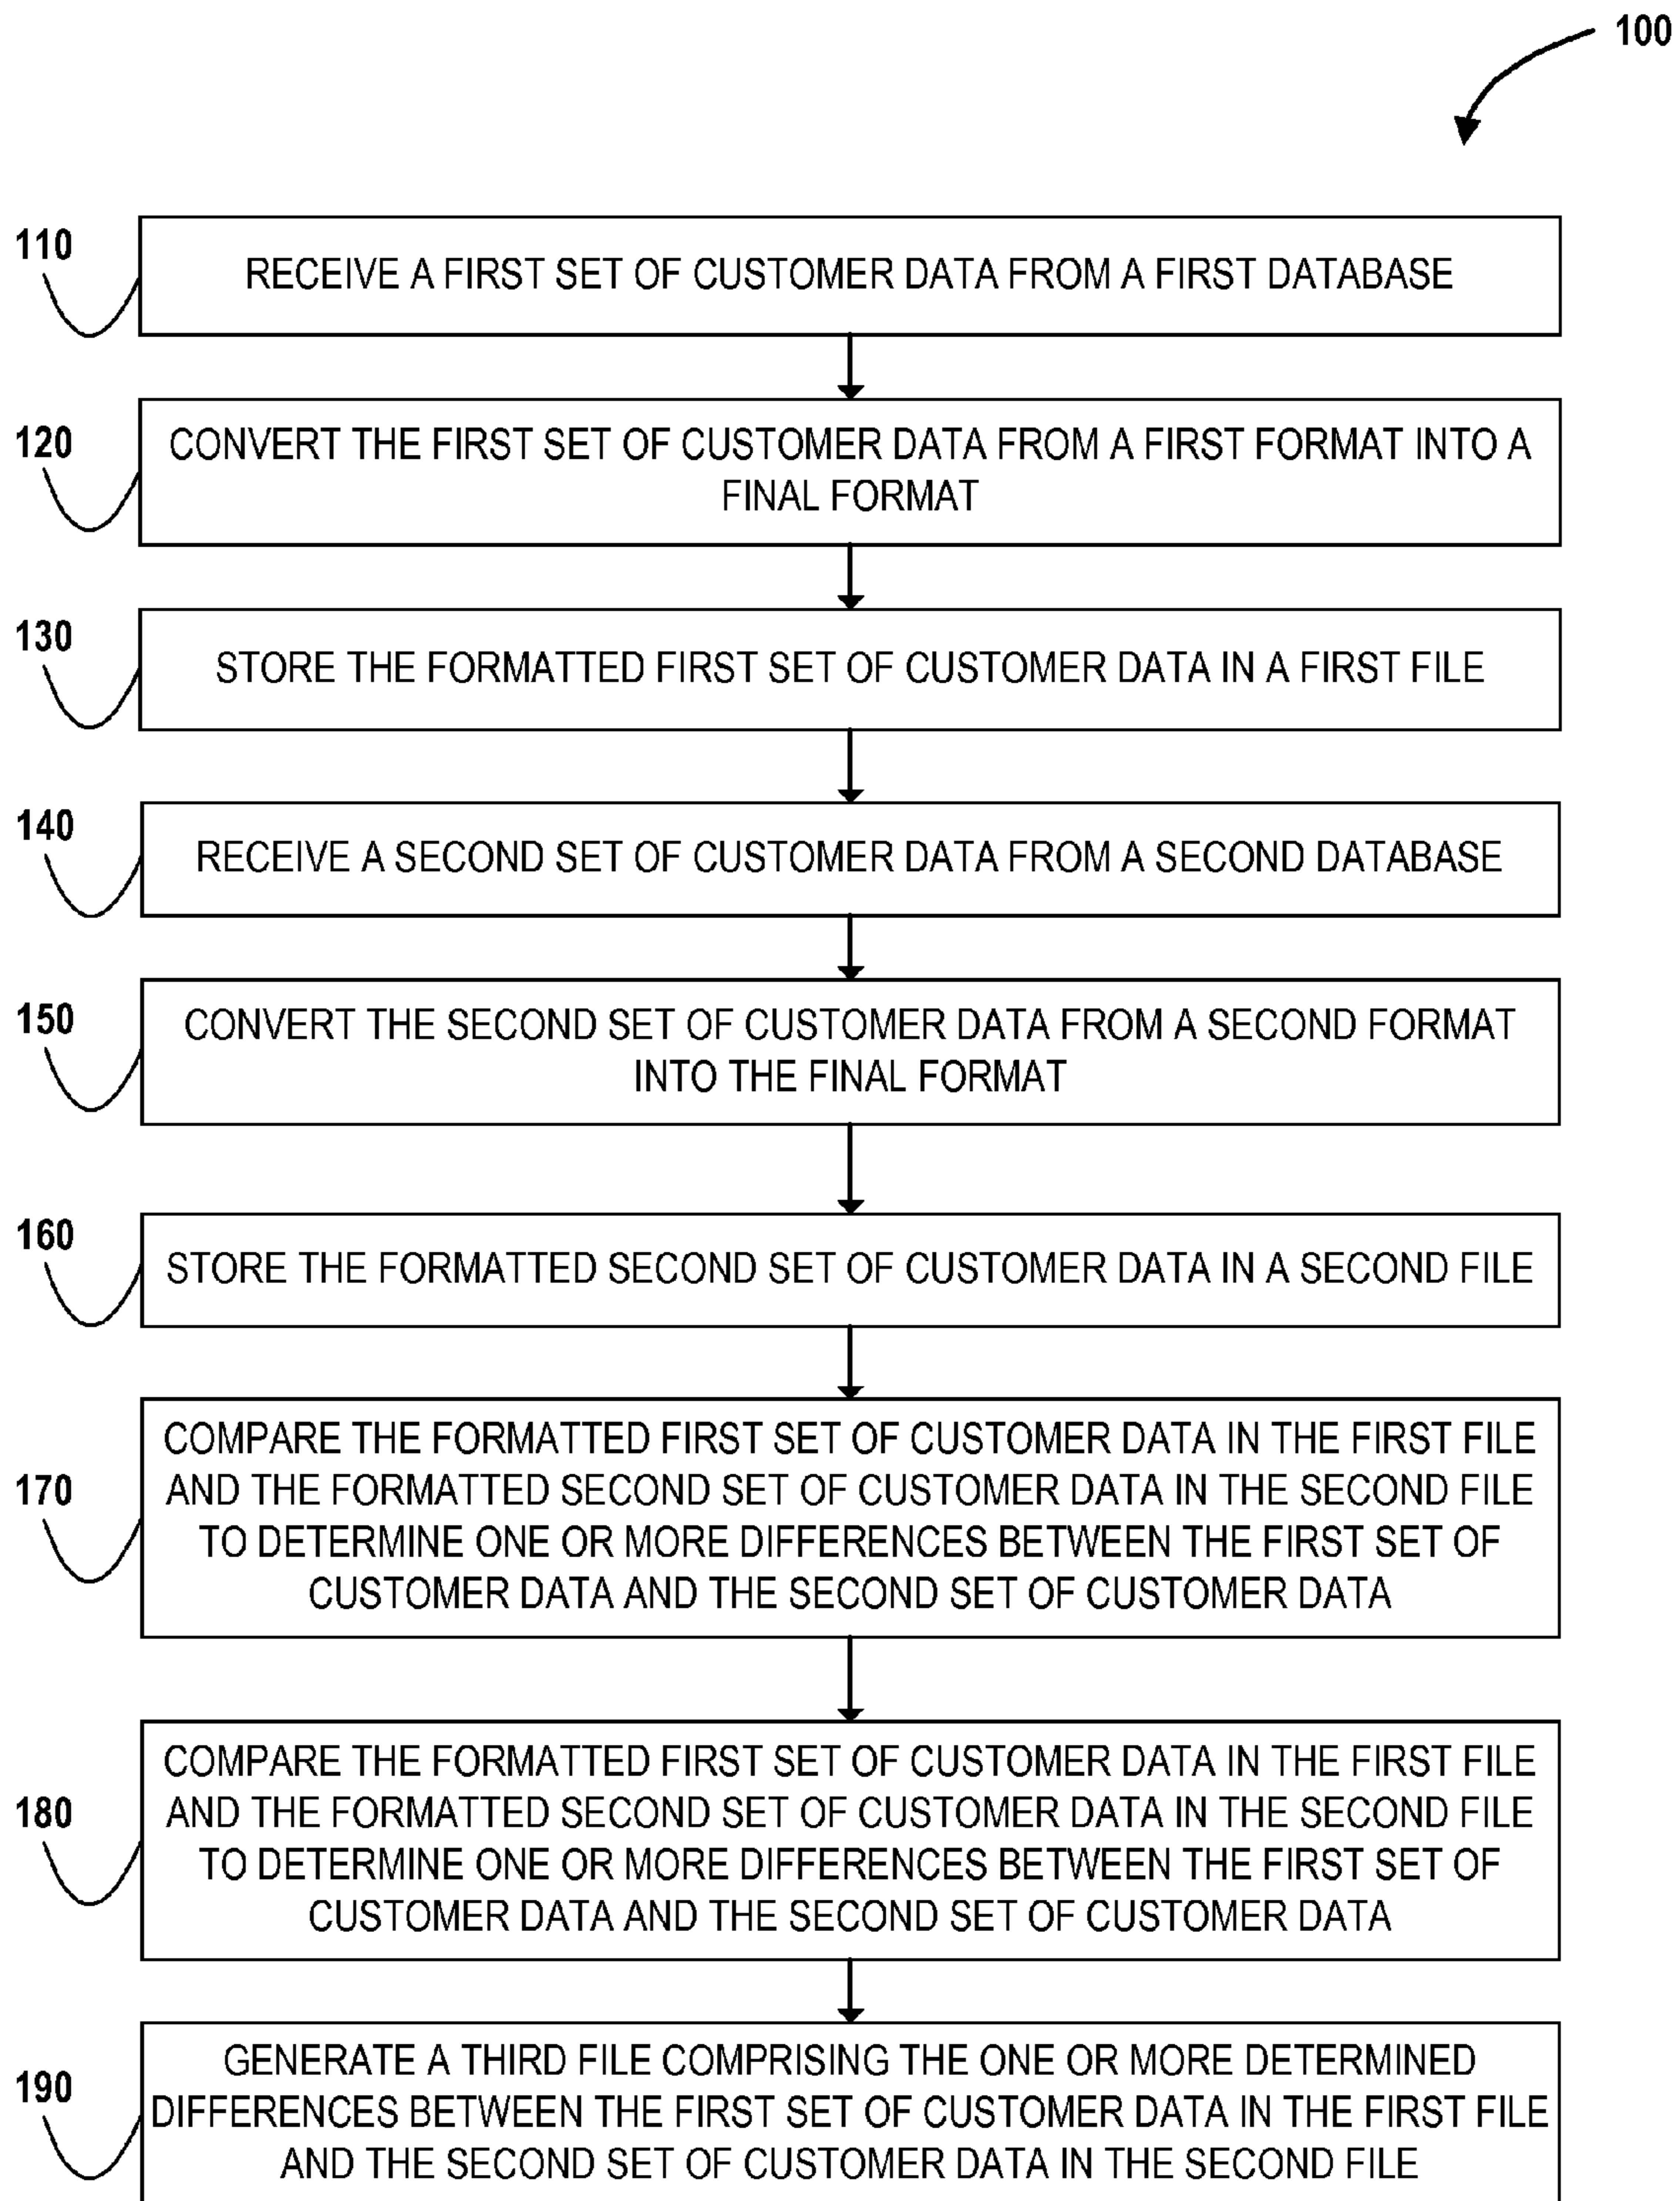 100
110
RECEIVE A FIRST SET OF CUSTOMER DATA FROM A FIRST DATABASE
120
CONVERT THE FIRST SET OF CUSTOMER DATA FROM A FIRST FORMAT INTO A
FINAL FORMAT
130
STORE THE FORMATTED FIRST SET OF CUSTOMER DATA IN A FIRST FILE
140
RECEIVE A SECOND SET OF CUSTOMER DATA FROM A SECOND DATABASE
150
CONVERT THE SECOND SET OF CUSTOMER DATA FROM A SECOND FORMAT
INTO THE FINAL FORMAT
160
STORE THE FORMATTED SECOND SET OF CUSTOMER DATA IN A SECOND FILE
170
COMPARE THE FORMATTED FIRST SET OF CUSTOMER DATA IN THE FIRST FILE
AND THE FORMATTED SECOND SET OF CUSTOMER DATA IN THE SECOND FILE
TO DETERMINE ONE OR MORE DIFFERENCES BETWEEN THE FIRST SET OF
CUSTOMER DATA AND THE SECOND SET OF CUSTOMER DATA
180
COMPARE THE FORMATTED FIRST SET OF CUSTOMER DATA IN THE FIRST FILE
AND THE FORMATTED SECOND SET OF CUSTOMER DATA IN THE SECOND FILE
TO DETERMINE ONE OR MORE DIFFERENCES BETWEEN THE FIRST SET OF
CUSTOMER DATA AND THE SECOND SET OF CUSTOMER DATA
190
GENERATE A THIRD FILE COMPRISING THE ONE OR MORE DETERMINED
DIFFERENCES BETWEEN THE FIRST SET OF CUSTOMER DATA IN THE FIRST FILE
AND THE SECOND SET OF CUSTOMER DATA IN THE SECOND FILE